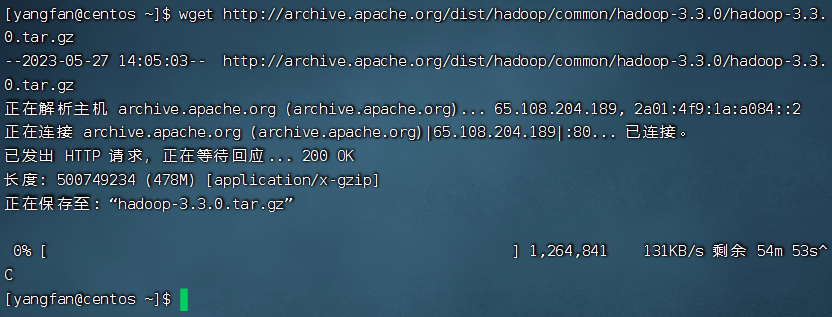 [yangfan@centos ~]$ wget http://archive.apache.org/dist/hadoop/common/hadoop-3.3.0/hadoop-3.3.
0.tar.gz
--2023-05-27 14:05:03--  http://archive.apache.org/dist/hadoop/common/hadoop-3.3.0/hadoop-3.3.
0.tar.gz
正在解析主机 archive.apache.org (archive.apache.org)... 65.108.204.189, 2a01:4f9:1a:a084::2
正在连接 archive.apache.org (archive.apache.org)|65.108.204.189|:80... 已连接。
已发出 HTTP 请求，正在等待回应... 200 OK
长度：500749234 (478M) [application/x-gzip]
正在保存至: “hadoop-3.3.0.tar.gz”
0% [                                                 ] 1,264,841    131KB/s 剩余 54m 53s^
C
[yangfan@centos ~]$